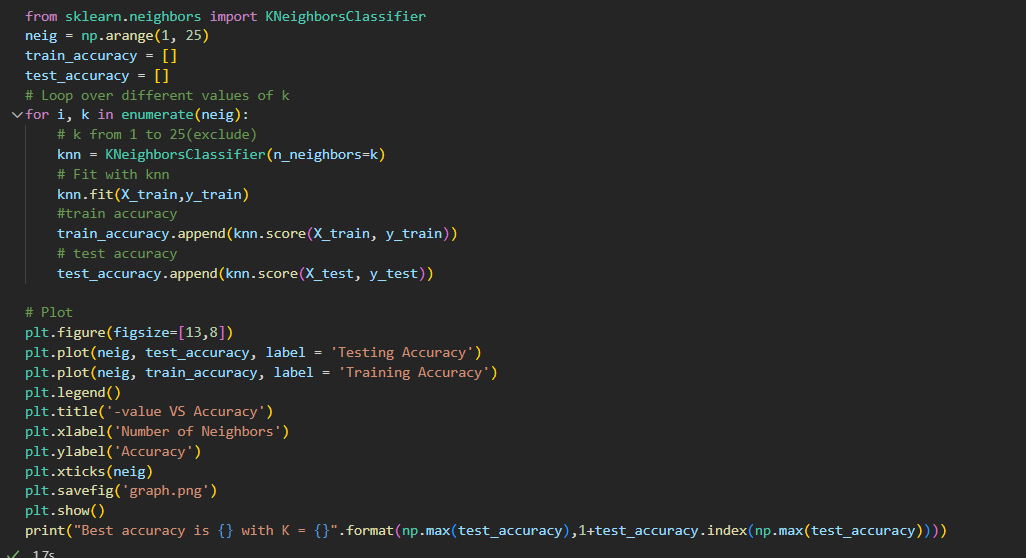 from sklearn.neighbors import KNeighborsClassifier
neig = np.arange(1, 25)
train_accuracy = []
test_accuracy = []
# Loop over different values of k
for i, k in enumerate(neig):
    # k from 1 to 25(exclude)
    knn = KNeighborsClassifier(n_neighbors=k)
    # Fit with knn
    knn.fit(X_train,y_train)
    #train accuracy
    train_accuracy.append(knn.score(X_train, y_train))
    # test accuracy
    test_accuracy.append(knn.score(X_test, y_test))

# Plot
plt.figure(figsize=[13,8])
plt.plot(neig, test_accuracy, label = 'Testing Accuracy')
plt.plot(neig, train_accuracy, label = 'Training Accuracy')
plt.legend()
plt.title('-value VS Accuracy')
plt.xlabel('Number of Neighbors')
plt.ylabel('Accuracy')
plt.xticks(neig)
plt.savefig('graph.png')
plt.show()
print("Best accuracy is {} with K = {}".format(np.max(test_accuracy),1+test_accuracy.index(np.max(test_accuracy))))